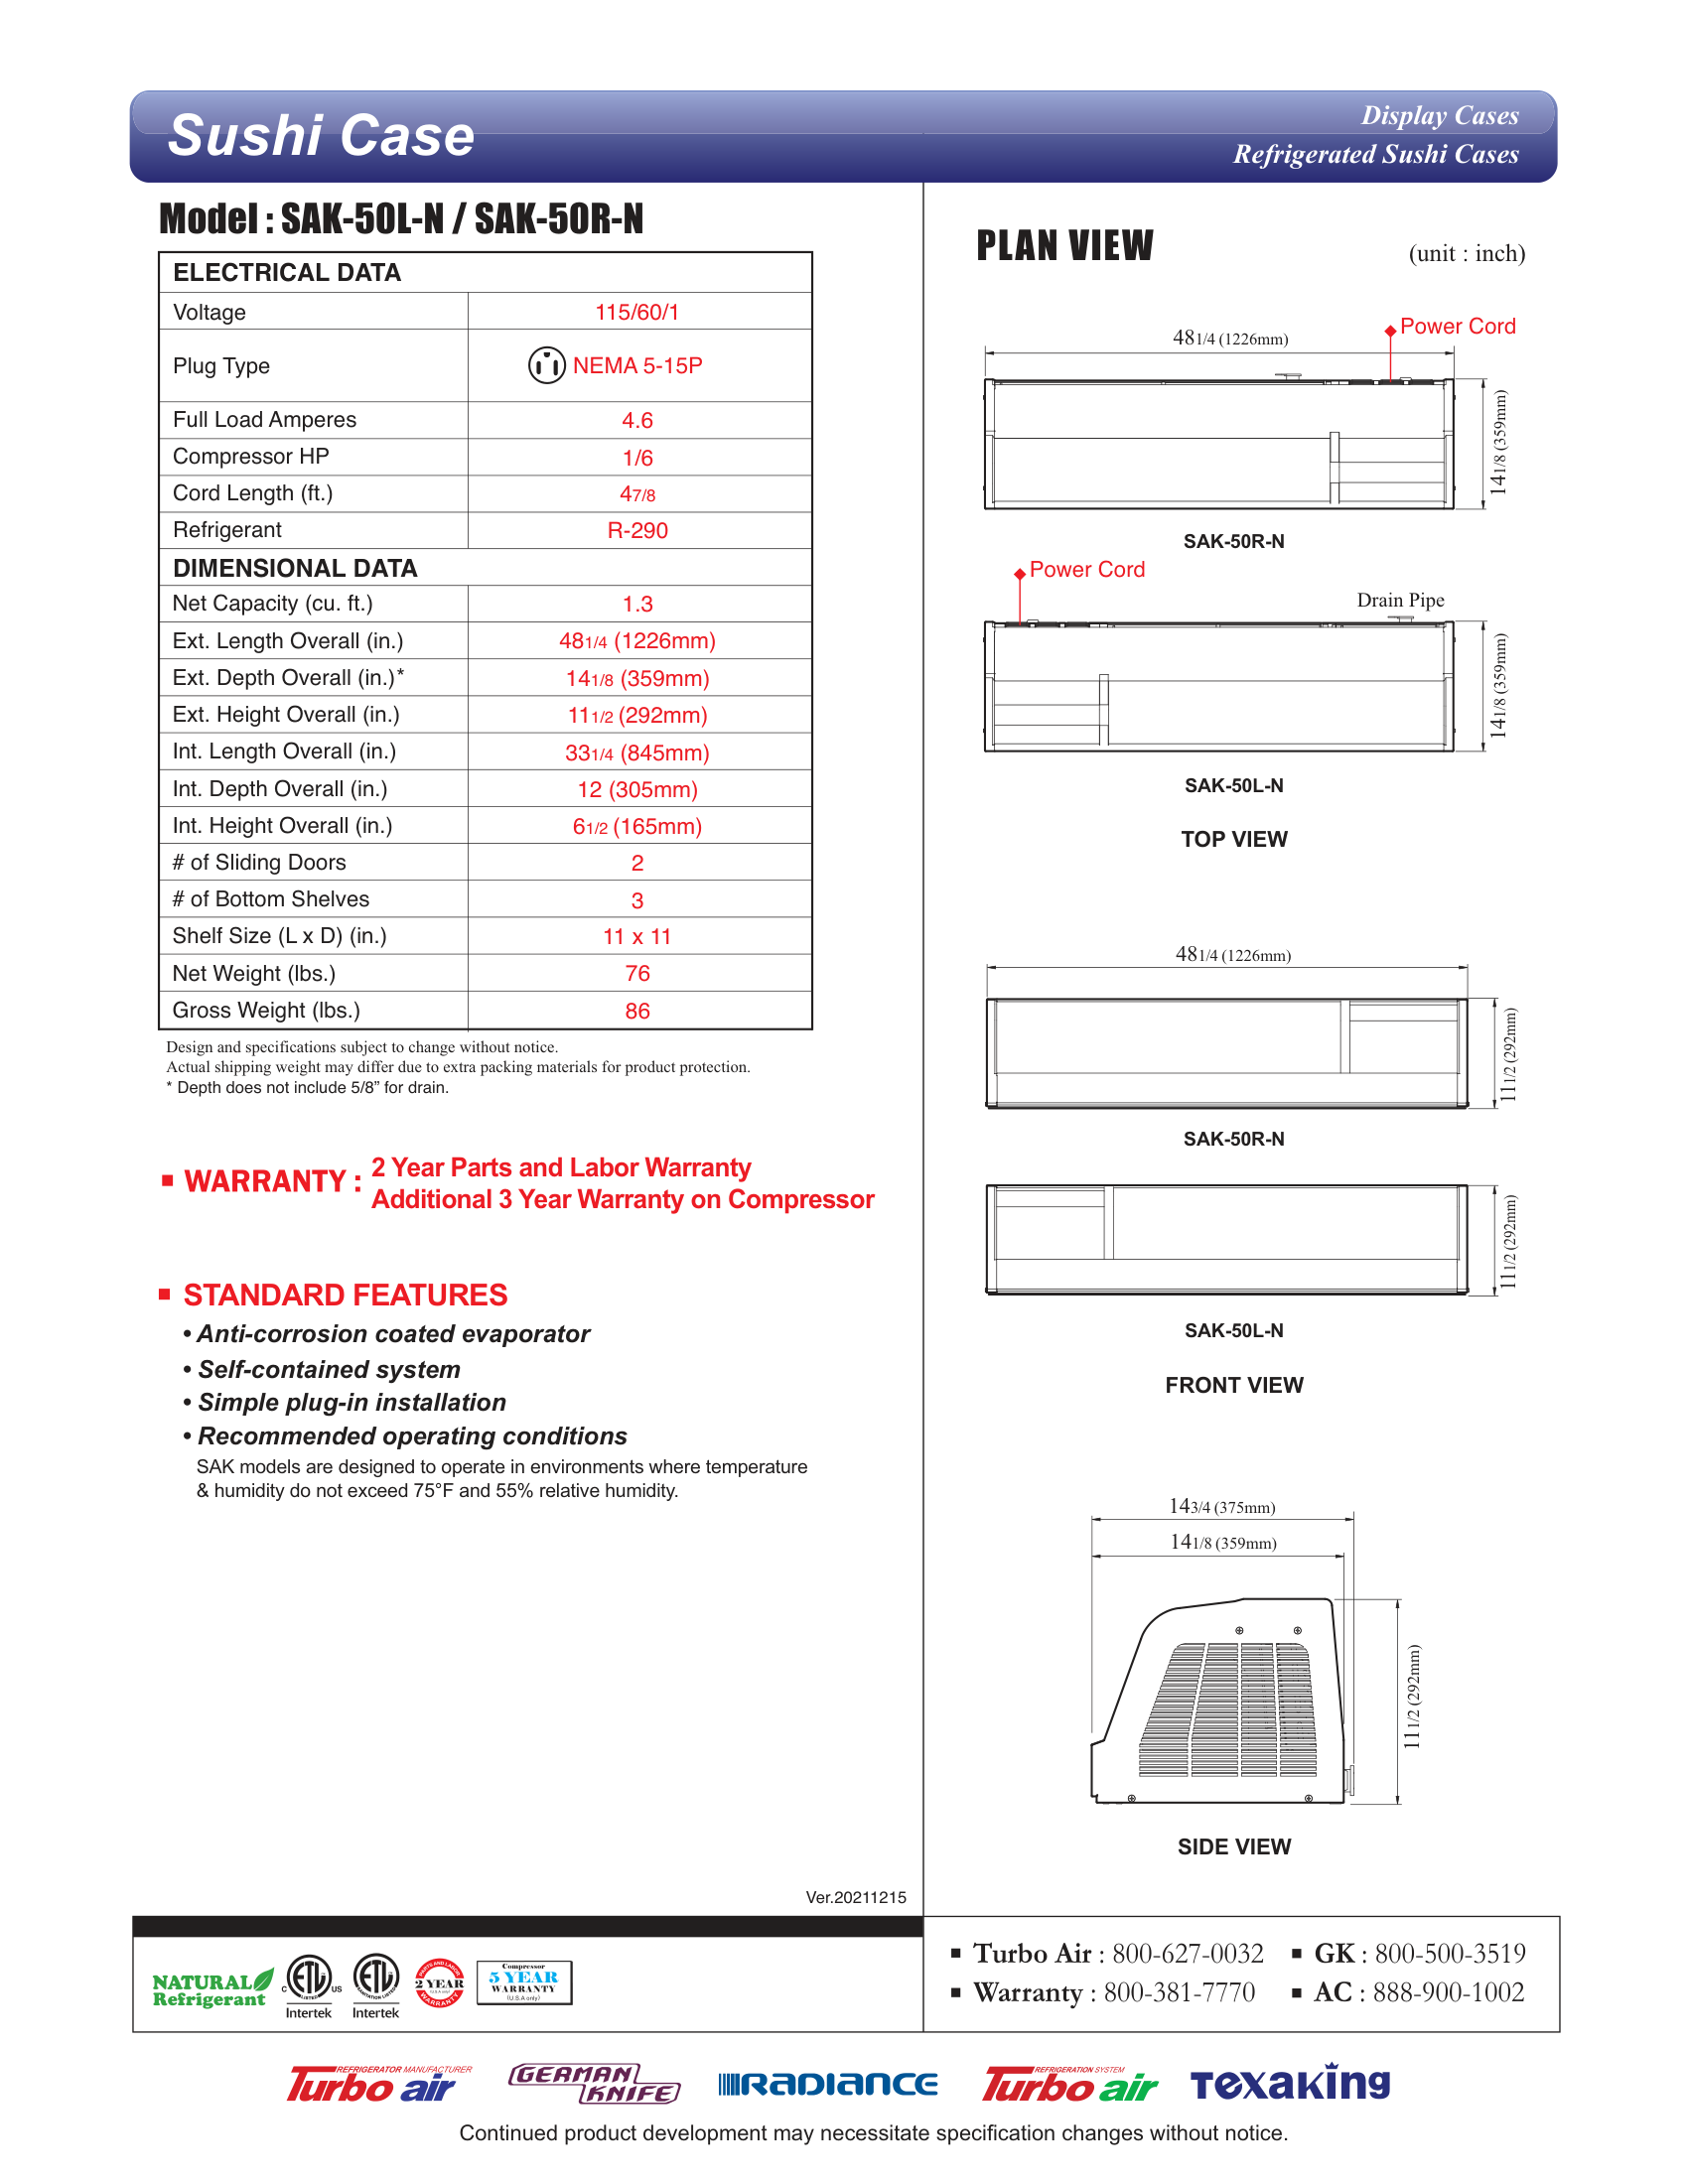 Sushi Case
Display Cases
Refrigerated Sushi Cases
Model : SAK-50L-N / SAK-50R-N
ELECTRICAL DATA
Voltage 115/60/1
Plug Type NEMA 5-15P
Full Load Amperes 4.6
Compressor HP 1/6
Cord Length (ft.) 4 7/8
Refrigerant R-290
DIMENSIONAL DATA
Net Capacity (cu. ft.) 1.3
Ext. Length Overall (in.) 48 1/4 (1226mm)
Ext. Depth Overall (in.)* 14 1/8 (359mm)
Ext. Height Overall (in.) 11 1/2 (292mm)
Int. Length Overall (in.) 33 1/4 (845mm)
Int. Depth Overall (in.) 12 (305mm)
Int. Height Overall (in.) 6 1/2 (165mm)
# of Sliding Doors 2
# of Bottom Shelves 3
Shelf Size (L x D) (in.) 11 x 11
Net Weight (lbs.) 76
Gross Weight (lbs.) 86
Design and specifications subject to change without notice.
Actual shipping weight may differ due to extra packing materials for product protection.
* Depth does not include 5/8” for drain.
WARRANTY :
2 Year Parts and Labor Warranty
Additional 3 Year Warranty on Compressor
STANDARD FEATURES
• Anti-corrosion coated evaporator
• Self-contained system
• Simple plug-in installation
• Recommended operating conditions
SAK models are designed to operate in environments where temperature
& humidity do not exceed 75°F and 55% relative humidity.
Ver.20211215
PLAN VIEW
(unit : inch)
Power Cord
48 1/4 (1226mm)
14 1/8 (359mm)
SAK-50R-N
Power Cord
Drain Pipe
14 1/8 (359mm)
SAK-50L-N
TOP VIEW
48 1/4 (1226mm)
11 1/2 (292mm)
SAK-50R-N
11 1/2 (292mm)
SAK-50L-N
FRONT VIEW
14 3/4 (375mm)
14 1/8 (359mm)
11 1/2 (292mm)
SIDE VIEW
NATURAL
Refrigerant
C ETL US
LISTED
Intertek
ETL
SANITATION LISTED
Intertek
PARTS AND LABOR
2 YEAR
WARRANTY
Compressor
5 YEAR
WARRANTY
(U.S.A only)
▪ Turbo Air : 800-627-0032
▪ GK : 800-500-3519
▪ Warranty : 800-381-7770
▪ AC : 888-900-1002
REFRIGERATOR MANUFACTURER
Turbo air
GERMAN
KNIFE
RADIANCE
REFRIGERATION SYSTEM
Turbo air
TEXAKING
Continued product development may necessitate specification changes without notice.